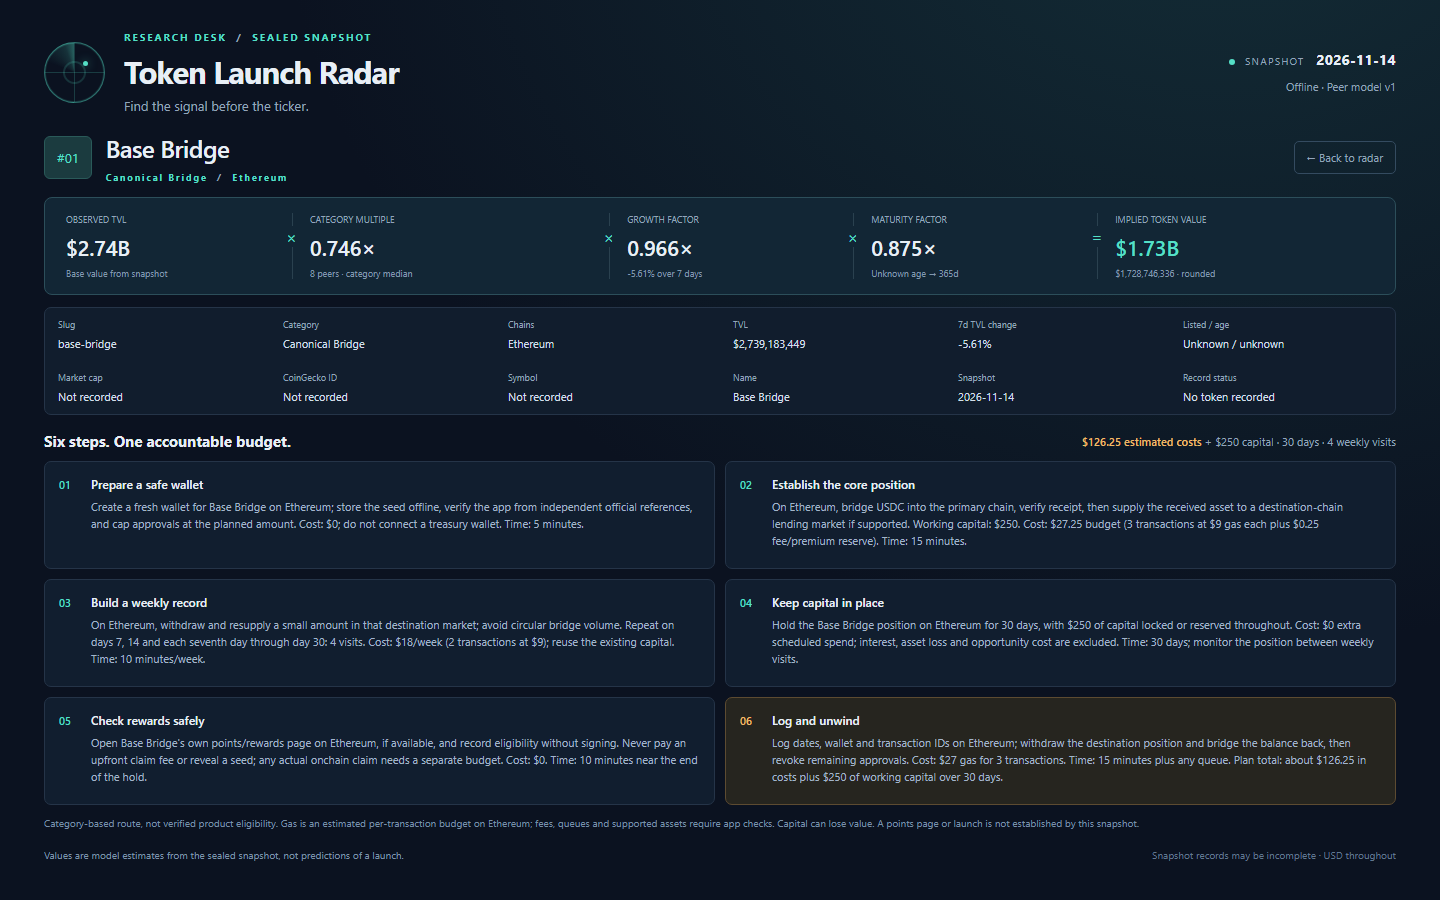 RESEARCH DESK / SEALED SNAPSHOT
Token Launch Radar
Find the signal before the ticker.
SNAPSHOT 2026-11-14
Offline · Peer model v1
#01
Base Bridge
Canonical Bridge / Ethereum
← Back to radar
OBSERVED TVL
$2.74B
Base value from snapshot
×
CATEGORY MULTIPLE
0.746×
8 peers · category median
×
GROWTH FACTOR
0.966×
-5.61% over 7 days
×
MATURITY FACTOR
0.875×
Unknown age → 365d
=
IMPLIED TOKEN VALUE
$1.73B
$1,728,746,336 · rounded
Slug
base-bridge
Category
Canonical Bridge
Chains
Ethereum
TVL
$2,739,183,449
7d TVL change
-5.61%
Listed / age
Unknown / unknown
Market cap
Not recorded
CoinGecko ID
Not recorded
Symbol
Not recorded
Name
Base Bridge
Snapshot
2026-11-14
Record status
No token recorded
Six steps. One accountable budget.
$126.25 estimated costs + $250 capital · 30 days · 4 weekly visits
01 Prepare a safe wallet
Create a fresh wallet for Base Bridge on Ethereum; store the seed offline, verify the app from independent official references,
and cap approvals at the planned amount. Cost: $0; do not connect a treasury wallet. Time: 5 minutes.
02 Establish the core position
On Ethereum, bridge USDC into the primary chain, verify receipt, then supply the received asset to a destination-chain
lending market if supported. Working capital: $250. Cost: $27.25 budget (3 transactions at $9 gas each plus $0.25
fee/premium reserve). Time: 15 minutes.
03 Build a weekly record
On Ethereum, withdraw and resupply a small amount in that destination market; avoid circular bridge volume. Repeat on
days 7, 14 and each seventh day through day 30: 4 visits. Cost: $18/week (2 transactions at $9); reuse the existing capital.
Time: 10 minutes/week.
04 Keep capital in place
Hold the Base Bridge position on Ethereum for 30 days, with $250 of capital locked or reserved throughout. Cost: $0 extra
scheduled spend; interest, asset loss and opportunity cost are excluded. Time: 30 days; monitor the position between weekly
visits.
05 Check rewards safely
Open Base Bridge's own points/rewards page on Ethereum, if available, and record eligibility without signing. Never pay an
upfront claim fee or reveal a seed; any actual onchain claim needs a separate budget. Cost: $0. Time: 10 minutes near the end
of the hold.
06 Log and unwind
Log dates, wallet and transaction IDs on Ethereum; withdraw the destination position and bridge the balance back, then
revoke remaining approvals. Cost: $27 gas for 3 transactions. Time: 15 minutes plus any queue. Plan total: about $126.25 in
costs plus $250 of working capital over 30 days.
Category-based route, not verified product eligibility. Gas is an estimated per-transaction budget on Ethereum; fees, queues and supported assets require app checks. Capital can lose value. A points page or launch is not established by this snapshot.
Values are model estimates from the sealed snapshot, not predictions of a launch.
Snapshot records may be incomplete · USD throughout